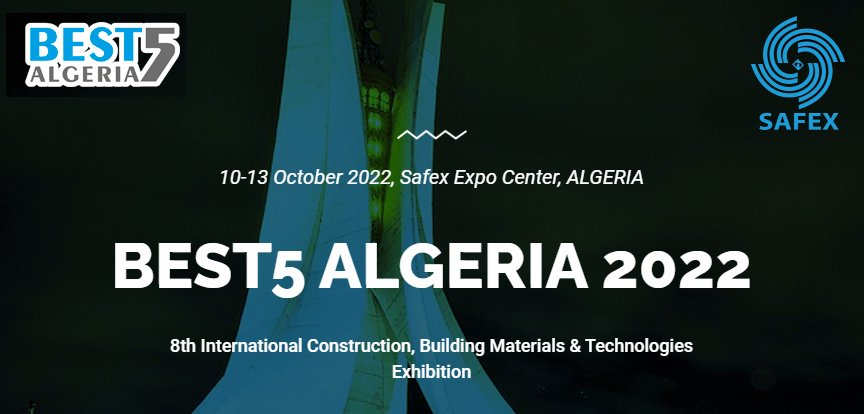 BEST5
ALGERIA
SAFEX
10-13 October 2022, Safex Expo Center, ALGERIA
BEST5 ALGERIA 2022
8th International Construction, Building Materials & Technologies
Exhibition